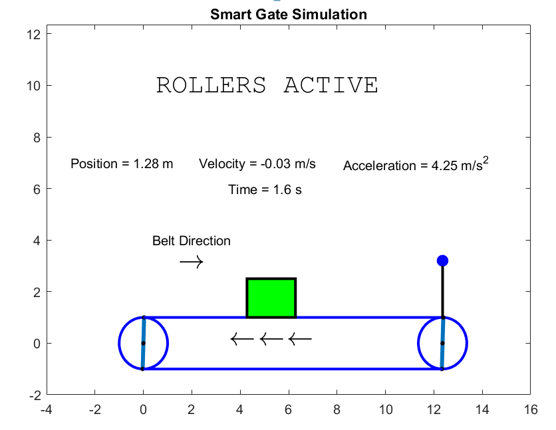 Smart Gate Simulation
ROLLERS ACTIVE
Position = 1.28 m Velocity = -0.03 m/s Acceleration = 4.25 m/s²
Time = 1.6 s
Belt Direction
12
10
8
6
4
2
0
-2
-4 -2 0 2 4 6 8 10 12 14 16